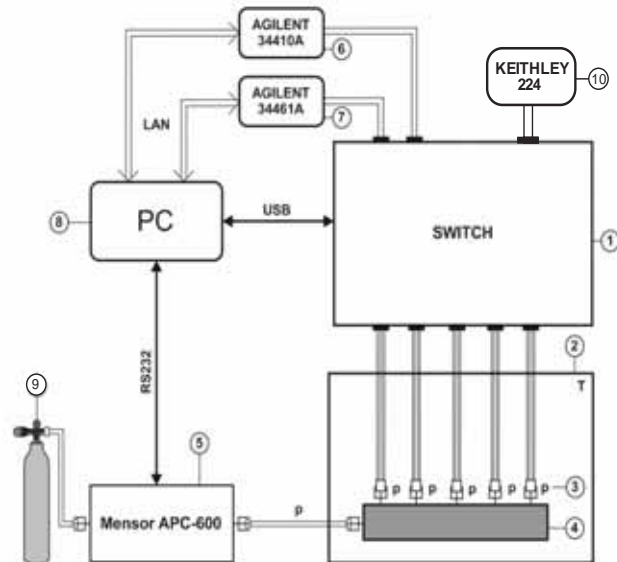 AGILENT
34410A
6
KEITHLEY
224
10
AGILENT
34461A
7
LAN
PC
8
USB
SWITCH
1
RS232
2
T
9
5
p p p p p
3
Mensor APC-600
p
4